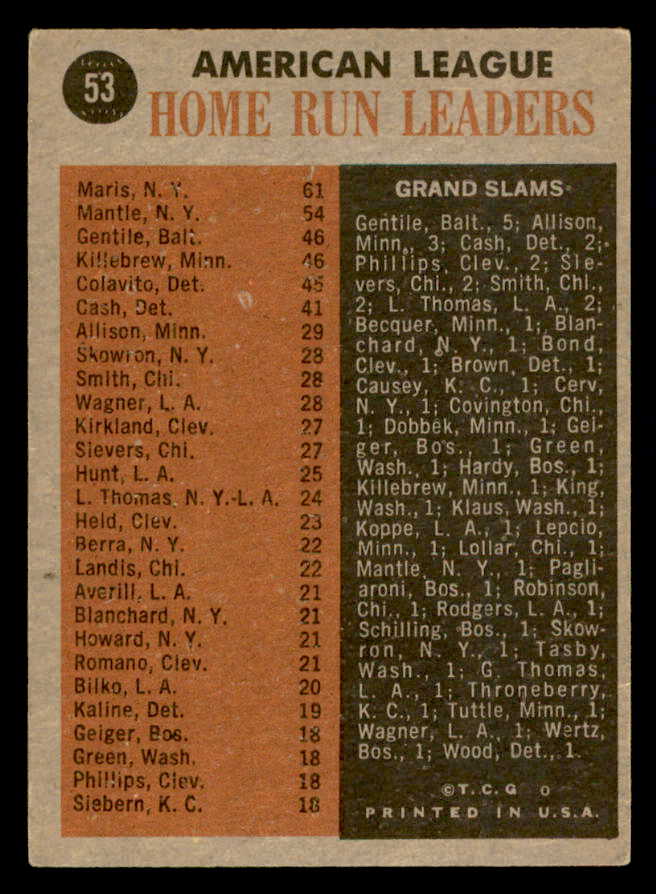 53
AMERICAN LEAGUE
HOME RUN LEADERS
Maris, N. Y. 61
Mantle, N. Y. 54
Gentile, Balt. 46
Killebrew, Minn. 46
Colavito, Det. 45
Cash, Det. 41
Allison, Minn. 29
Skowron, N. Y. 28
Smith, Chi. 28
Wagner, L. A. 28
Kirkland, Clev. 27
Sievers, Chi. 27
Hunt, L. A. 25
L. Thomas, N. Y.-L. A. 24
Held, Clev. 23
Berra, N. Y. 22
Landis, Chi. 22
Averill, L. A. 21
Blanchard, N. Y. 21
Howard, N. Y. 21
Romano, Clev. 21
Bilko, L. A. 20
Kaline, Det. 19
Geiger, Bos. 18
Green, Wash. 18
Phillips, Clev. 18
Siebern, K. C. 18
GRAND SLAMS
Gentile, Balt., 5; Allison,
Minn., 3; Cash, Det., 2;
Phillips, Clev., 2; Sie-
vers, Chi., 2; Smith, Chi.,
2; L. Thomas, L. A., 2;
Becquer, Minn., 1; Blan-
chard, N. Y., 1; Bond,
Clev., 1; Brown, Det., 1;
Causey, K. C., 1; Cerv,
N. Y., 1; Covington, Chi.,
1; Dobbek, Minn., 1; Gei-
ger, Bos., 1; Green,
Wash., 1; Hardy, Bos., 1;
Killebrew, Minn., 1; King,
Wash., 1; Klaus, Wash., 1;
Koppe, L. A., 1; Lepcio,
Minn., 1; Lollar, Chi., 1;
Mantle, N. Y., 1; Pagli-
aroni, Bos., 1; Robinson,
Chi., 1; Rodgers, L. A., 1;
Schilling, Bos., 1; Skow-
ron, N. Y., 1; Tasby,
Wash., 1; G. Thomas,
L. A., 1; Throneberry,
K. C., 1; Tuttle, Minn., 1;
Wagner, L. A., 1; Wertz,
Bos., 1; Wood, Det., 1.
©T.C.G 0
PRINTED IN U.S.A.